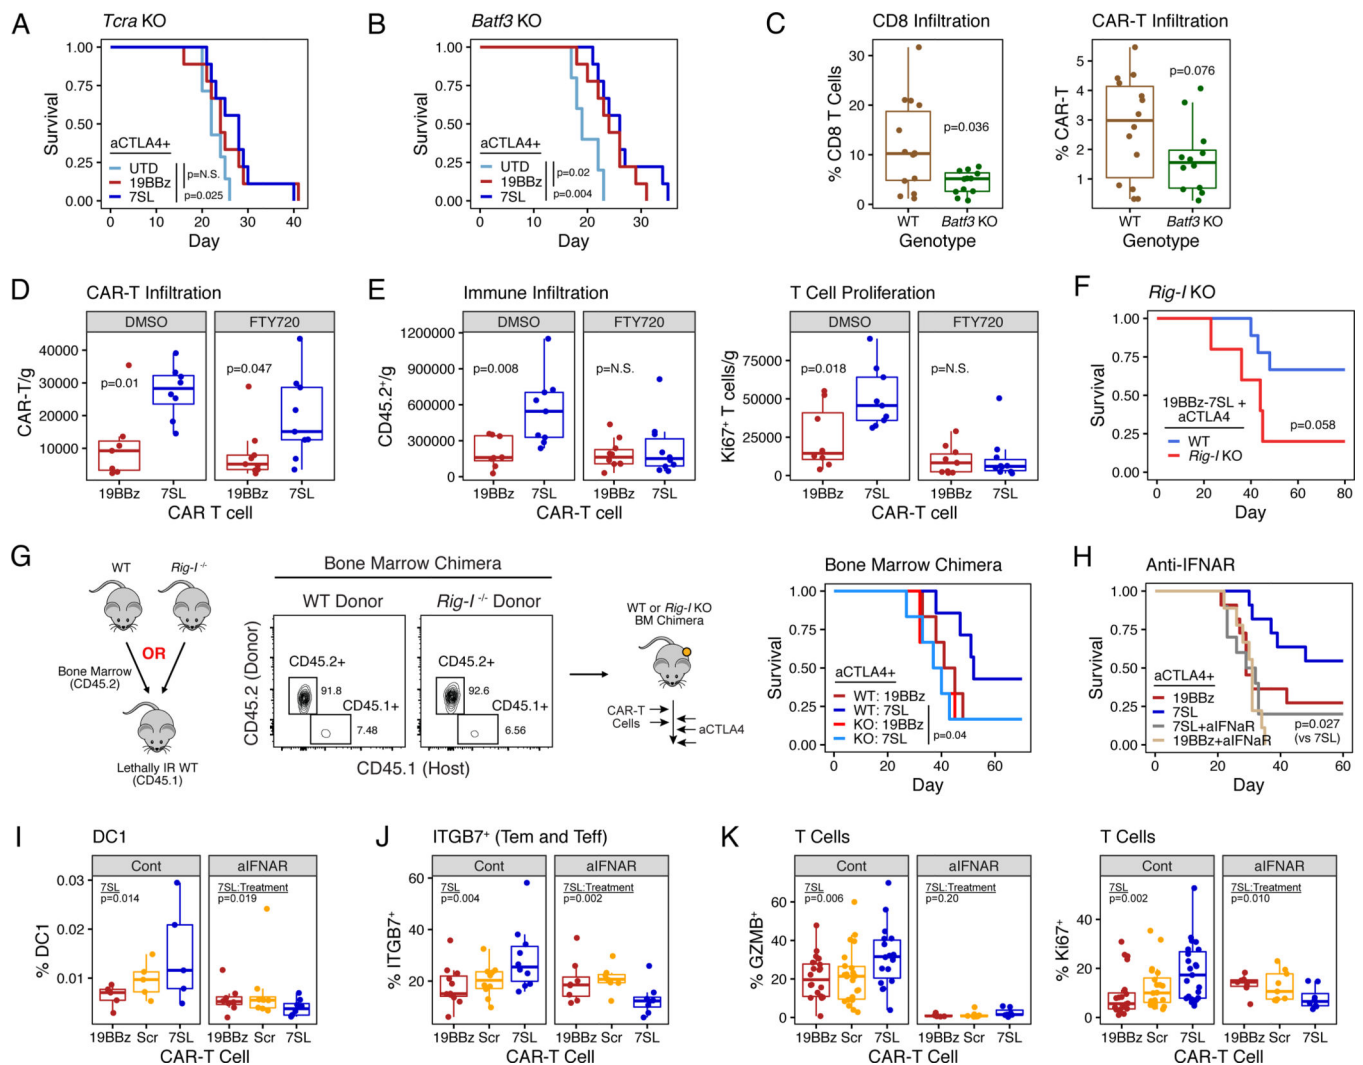 A
Tcra KO
Survival
1.00
0.75
0.50
0.25
0.00
aCTLA4+
UTD
19BBz
7SL
p=N.S.
p=0.025
0 10 20 30 40
Day
B
Batf3 KO
Survival
1.00
0.75
0.50
0.25
0.00
aCTLA4+
UTD
19BBz
7SL
p=0.02
p=0.004
0 10 20 30
Day
C
CD8 Infiltration
% CD8 T Cells
30
20
10
0
p=0.036
WT Batf3 KO
Genotype
CAR-T Infiltration
% CAR-T
5
4
3
2
1
p=0.076
WT Batf3 KO
Genotype
D
CAR-T Infiltration
DMSO FTY720
CAR-T/g
40000
30000
20000
10000
p=0.01
p=0.047
19BBz 7SL 19BBz 7SL
CAR T cell
E
Immune Infiltration
DMSO FTY720
CD45.2+/g
1200000
900000
600000
300000
0
p=0.008
p=N.S.
19BBz 7SL 19BBz 7SL
CAR-T cell
T Cell Proliferation
DMSO FTY720
Ki67+ T cells/g
75000
50000
25000
0
p=0.018
p=N.S.
19BBz 7SL 19BBz 7SL
CAR-T cell
F
Rig-I KO
Survival
1.00
0.75
0.50
0.25
0.00
19BBz-7SL +
aCTLA4
WT
Rig-I KO
p=0.058
0 20 40 60 80
Day
G
WT
Rig-I -/-
OR
Bone Marrow
(CD45.2)
Lethally IR WT
(CD45.1)
Bone Marrow Chimera
WT Donor
Rig-I -/- Donor
CD45.2 (Donor)
CD45.2+
91.8
CD45.1+
7.48
CD45.2+
92.6
CD45.1+
6.56
CD45.1 (Host)
WT or Rig-I KO
BM Chimera
CAR-T
Cells
aCTLA4
Bone Marrow Chimera
Survival
1.00
0.75
0.50
0.25
0.00
aCTLA4+
WT: 19BBz
WT: 7SL
KO: 19BBz
KO: 7SL
p=0.04
0 20 40 60
Day
H
Anti-IFNAR
Survival
1.00
0.75
0.50
0.25
0.00
aCTLA4+
19BBz
7SL
7SL+aIFNaR
19BBz+aIFNaR
p=0.027
(vs 7SL)
0 20 40 60
Day
I
DC1
Cont aIFNAR
% DC1
0.03
0.02
0.01
7SL
p=0.014
7SL:Treatment
p=0.019
19BBz Scr 7SL 19BBz Scr 7SL
CAR-T Cell
J
ITGB7+ (Tem and Teff)
Cont aIFNAR
% ITGB7+
60
40
20
7SL
p=0.004
7SL:Treatment
p=0.002
19BBz Scr 7SL 19BBz Scr 7SL
CAR-T Cell
K
T Cells
Cont aIFNAR
% GZMB+
60
40
20
0
7SL
p=0.006
7SL:Treatment
p=0.20
19BBz Scr 7SL 19BBz Scr 7SL
CAR-T Cell
T Cells
Cont aIFNAR
% Ki67+
40
20
0
7SL
p=0.002
7SL:Treatment
p=0.010
19BBz Scr 7SL 19BBz Scr 7SL
CAR-T Cell